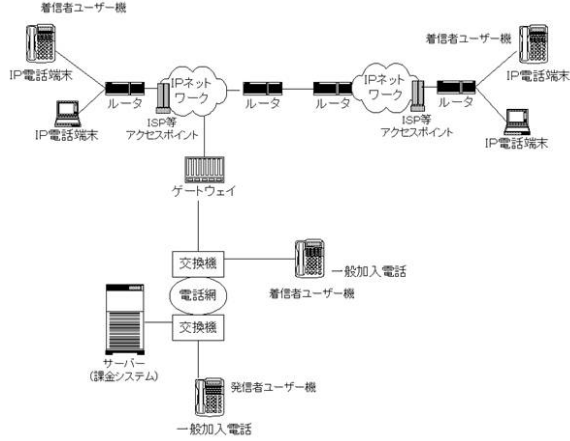 着信者ユーザー機
IP電話端末
IP電話端末
ルータ
ISP等
アクセスポイント
IPネット
ワーク
ルータ
ルータ
IPネット
ワーク
ISP等
アクセスポイント
ルータ
着信者ユーザー機
IP電話端末
IP電話端末
ゲートウェイ
交換機
一般加入電話
着信者ユーザー機
電話網
交換機
サーバー
(課金システム)
発信者ユーザー機
一般加入電話